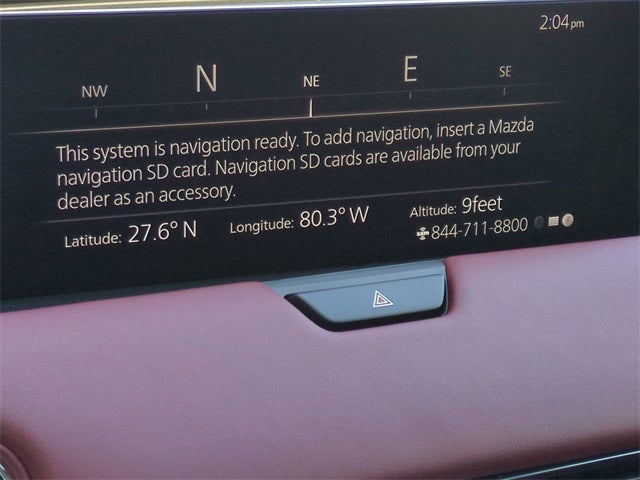 2:04 pm
NW N NE E SE
This system is navigation ready. To add navigation, insert a Mazda
navigation SD card. Navigation SD cards are available from your
dealer as an accessory.
Latitude: 27.6° N Longitude: 80.3° W Altitude: 9feet
844-711-8800